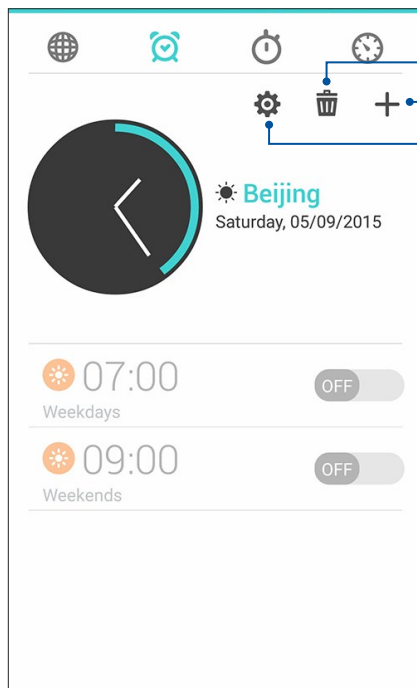 Beijing
Saturday, 05/09/2015
07:00
OFF
Weekdays
09:00
OFF
Weekends